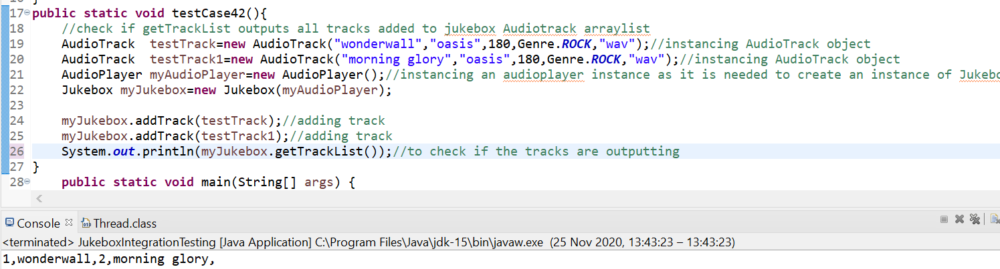 17 public static void testCase42(){
18 //check if getTrackList outputs all tracks added to jukebox Audiotrack arraylist
19 AudioTrack  testTrack=new AudioTrack("wonderwall","oasis",180,Genre.ROCK,"wav");//instancing AudioTrack object
20 AudioTrack  testTrack1=new AudioTrack("morning glory","oasis",180,Genre.ROCK,"wav");//instancing AudioTrack object
21 AudioPlayer myAudioPlayer=new AudioPlayer();//instancing an audioplayer instance as it is needed to create an instance of Jukebo
22 Jukebox myJukebox=new Jukebox(myAudioPlayer);
23
24 myJukebox.addTrack(testTrack);//adding track
25 myJukebox.addTrack(testTrack1);//adding track
26 System.out.println(myJukebox.getTrackList());//to check if the tracks are outputting
27 }
28 public static void main(String[] args) {
Console Thread.class
<terminated> JukeboxIntegrationTesting [Java Application] C:\Program Files\Java\jdk-15\bin\javaw.exe (25 Nov 2020, 13:43:23 – 13:43:23)
1,wonderwall,2,morning glory,